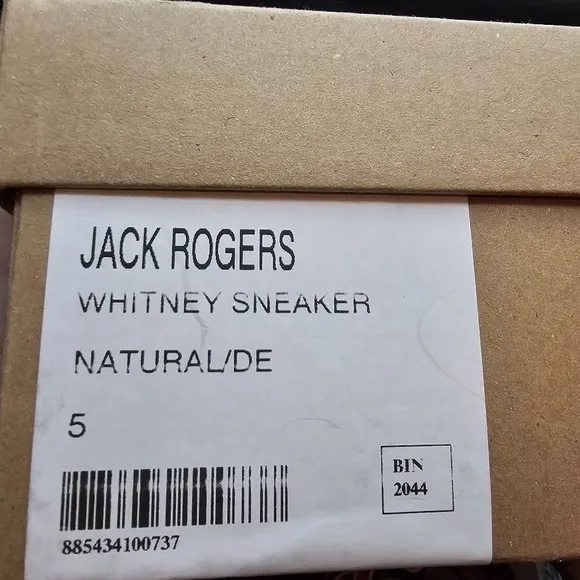 JACK ROGERS
WHITNEY SNEAKER
NATURAL/DE
5
885434100737
BIN
2044